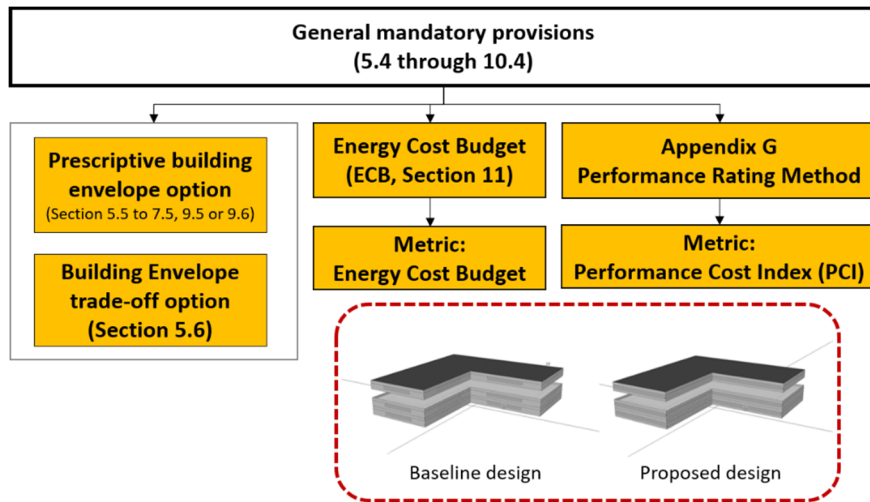 General mandatory provisions
(5.4 through 10.4)
Prescriptive building
envelope option
(Section 5.5 to 7.5, 9.5 or 9.6)
Building Envelope
trade-off option
(Section 5.6)
Energy Cost Budget
(ECB, Section 11)
Metric:
Energy Cost Budget
Appendix G
Performance Rating Method
Metric:
Performance Cost Index (PCI)
Baseline design
Proposed design